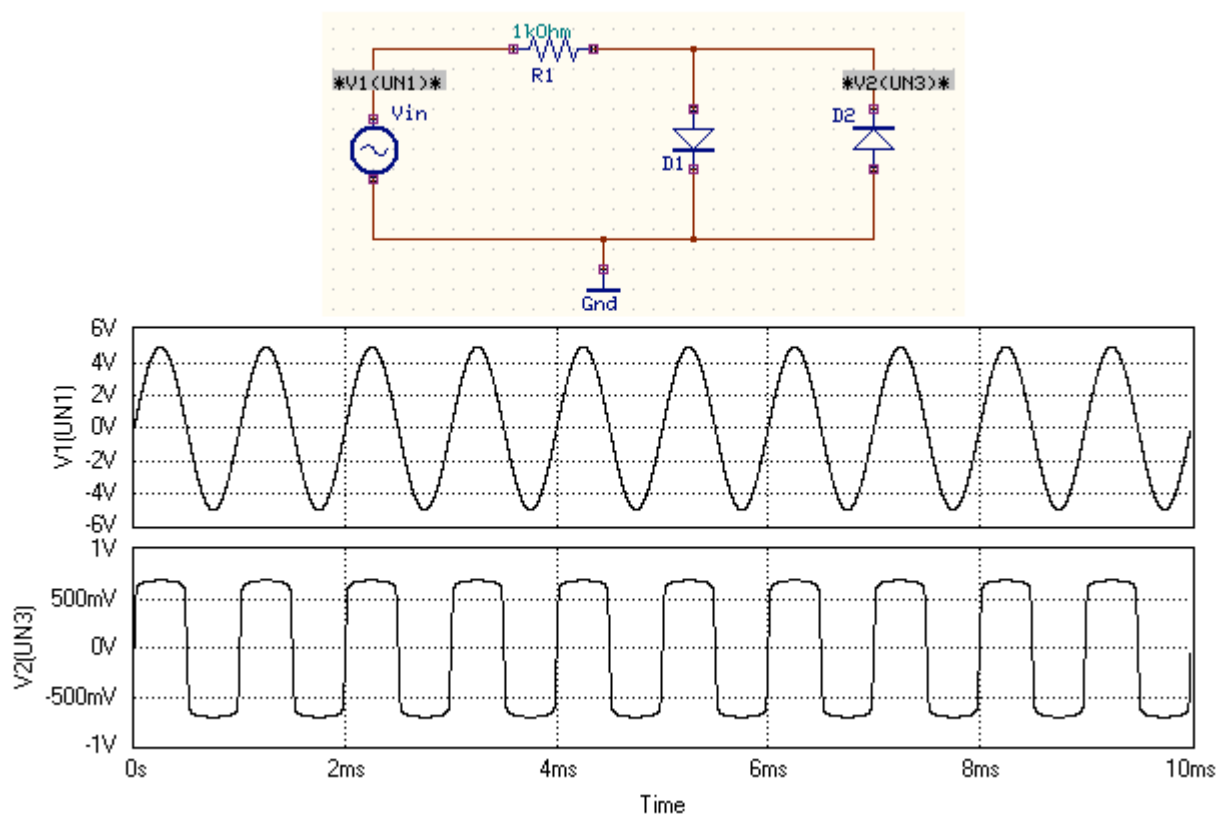 1kOhm
R1
*V1(UN1)*
*V2(UN3)*
Vin
D2
D1
Gnd
6V
4V
2V
0V
-2V
-4V
-6V
V1(UN1)
1V
500mV
0V
-500mV
-1V
V2(UN3)
0s 2ms 4ms 6ms 8ms 10ms
Time